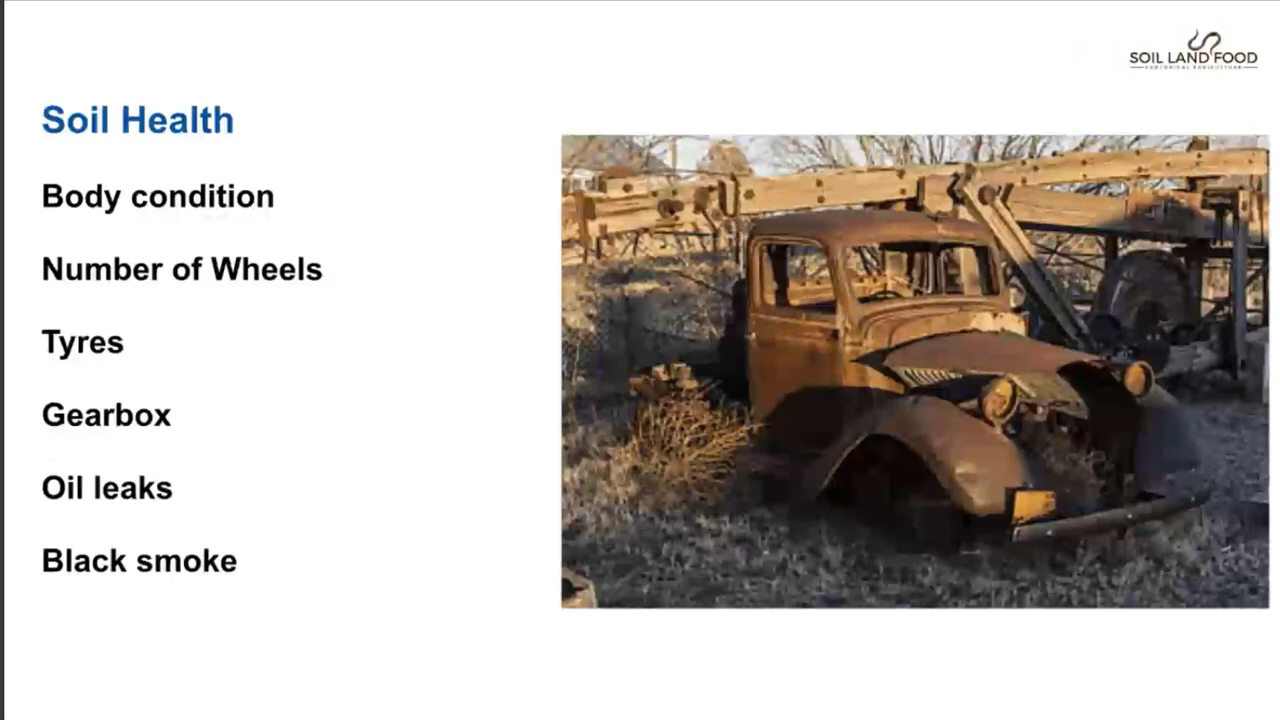 SOIL LAND FOOD
Soil Health
Body condition
Number of Wheels
Tyres
Gearbox
Oil leaks
Black smoke